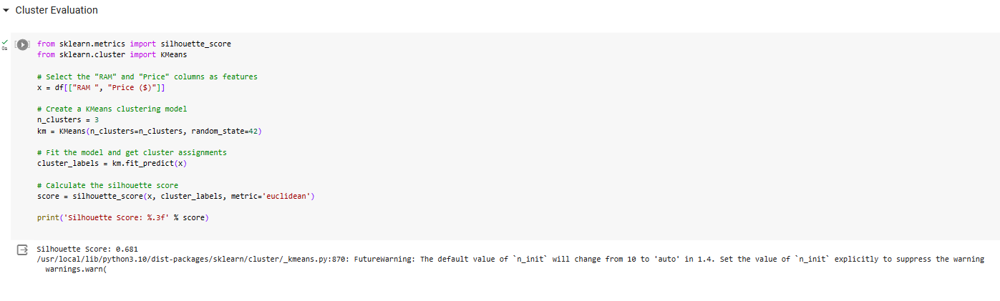 Cluster Evaluation
0s
from sklearn.metrics import silhouette_score
from sklearn.cluster import KMeans
# Select the "RAM" and "Price" columns as features
x = df[["RAM ", "Price ($)"]]
# Create a KMeans clustering model
n_clusters = 3
km = KMeans(n_clusters=n_clusters, random_state=42)
# Fit the model and get cluster assignments
cluster_labels = km.fit_predict(x)
# Calculate the silhouette score
score = silhouette_score(x, cluster_labels, metric='euclidean')
print('Silhouette Score: %.3f' % score)
Silhouette Score: 0.681
/usr/local/lib/python3.10/dist-packages/sklearn/cluster/_kmeans.py:870: FutureWarning: The default value of `n_init` will change from 10 to 'auto' in 1.4. Set the value of `n_init` explicitly to suppress the warning
warnings.warn(